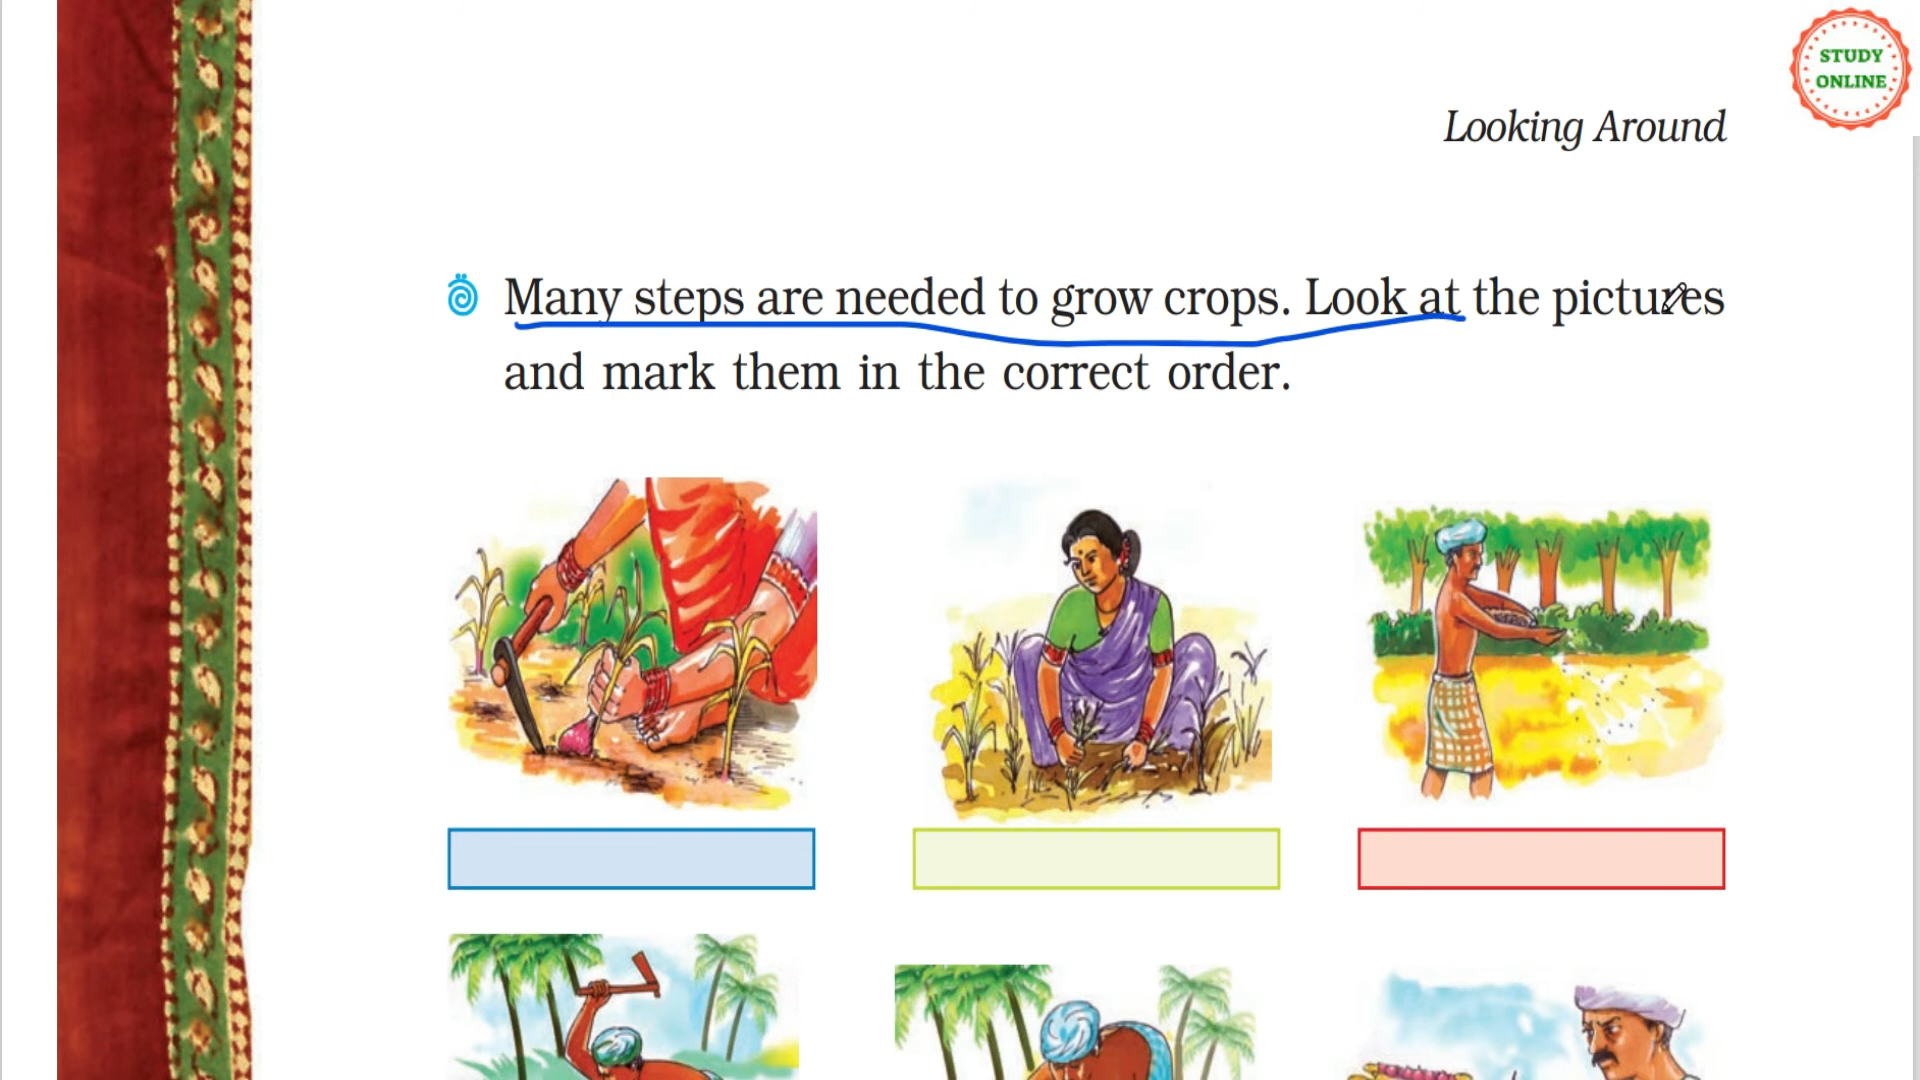 STUDY
ONLINE
Looking Around
Many steps are needed to grow crops. Look at the pictures
and mark them in the correct order.